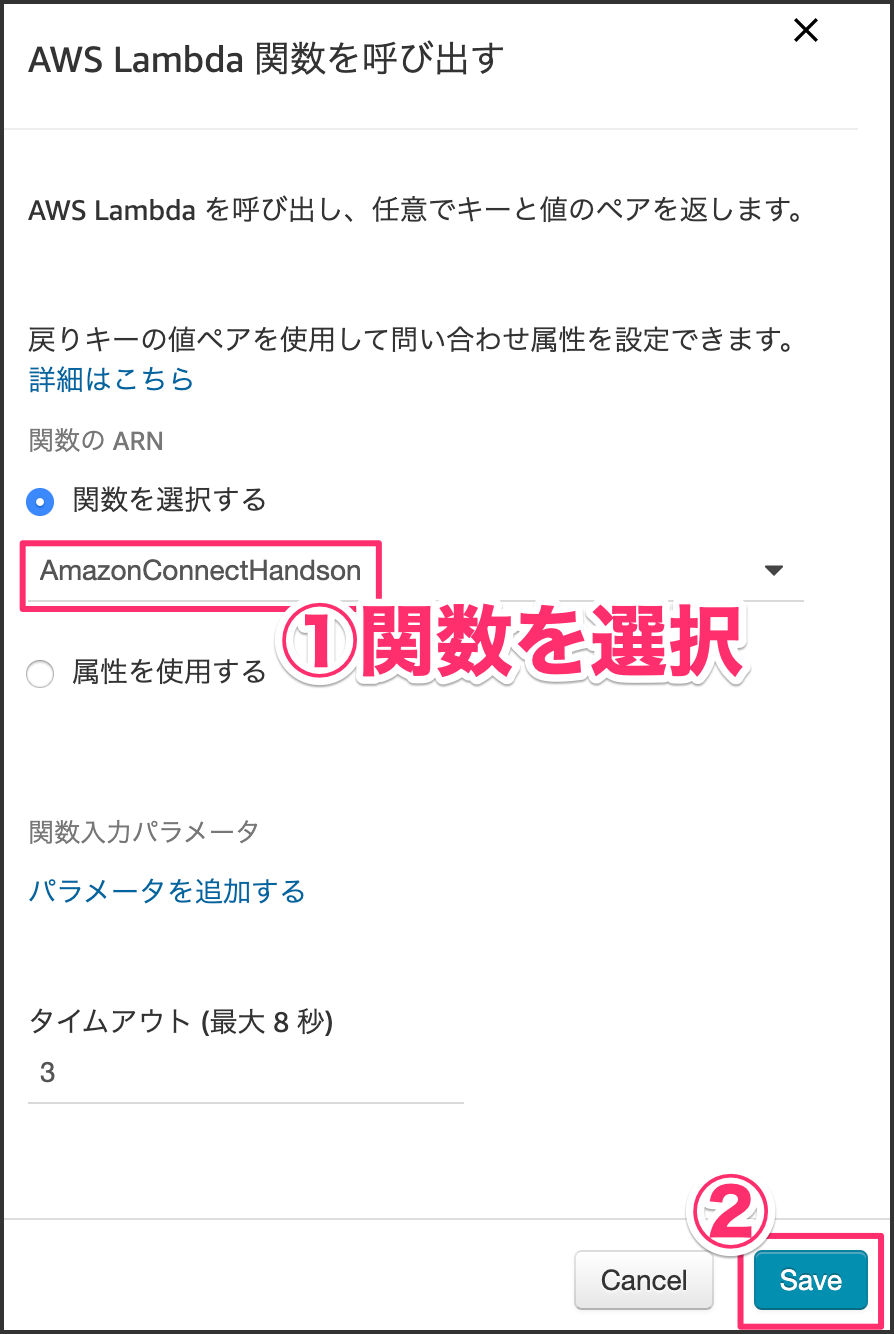 AWS Lambda 関数を呼び出す
AWS Lambda を呼び出し、任意でキーと値のペアを返します。
戻りキーの値ペアを使用して問い合わせ属性を設定できます。
詳細はこちら
関数の ARN
関数を選択する
AmazonConnectHandson
①関数を選択
属性を使用する
関数入力パラメータ
パラメータを追加する
タイムアウト (最大 8 秒)
3
②
Cancel
Save